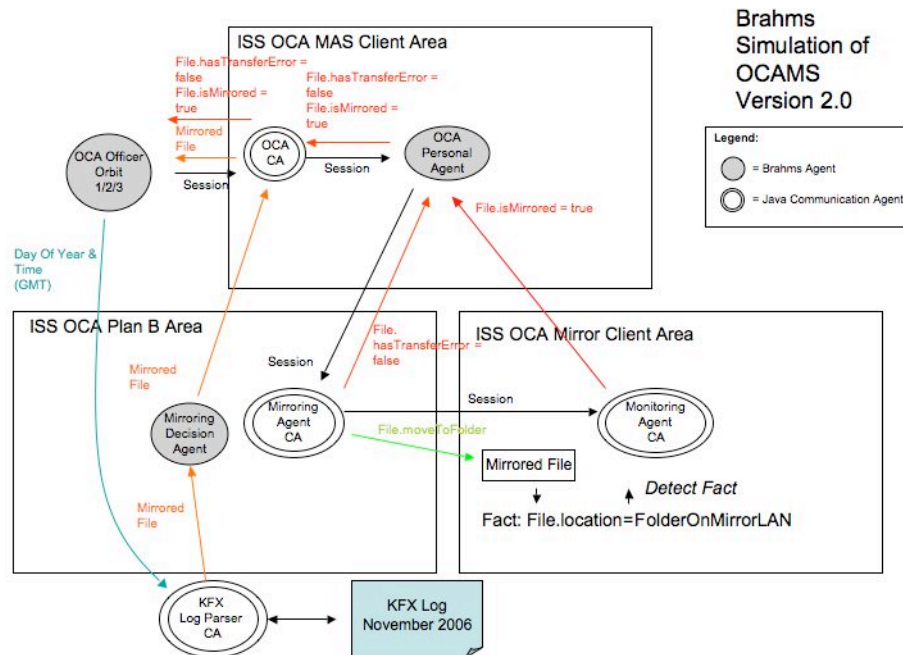 Brahms
Simulation of
OCAMS
Version 2.0
Legend:
= Brahms Agent
= Java Communication Agent
ISS OCA MAS Client Area
File.hasTransferError =
false
File.isMirrored =
true
Mirrored
File
File.hasTransferError =
false
File.isMirrored =
true
OCA Officer
Orbit
1/2/3
Session
OCA
CA
Session
OCA
Personal
Agent
File.isMirrored = true
Day Of Year &
Time
(GMT)
ISS OCA Plan B Area
Mirrored
File
Session
File.
hasTransferError =
false
Mirroring
Decision
Agent
Mirroring
Agent
CA
File.moveToFolder
Mirrored
File
ISS OCA Mirror Client Area
Session
Monitoring
Agent
CA
Mirrored File
Detect Fact
Fact: File.location=FolderOnMirrorLAN
KFX
Log Parser
CA
KFX Log
November 2006